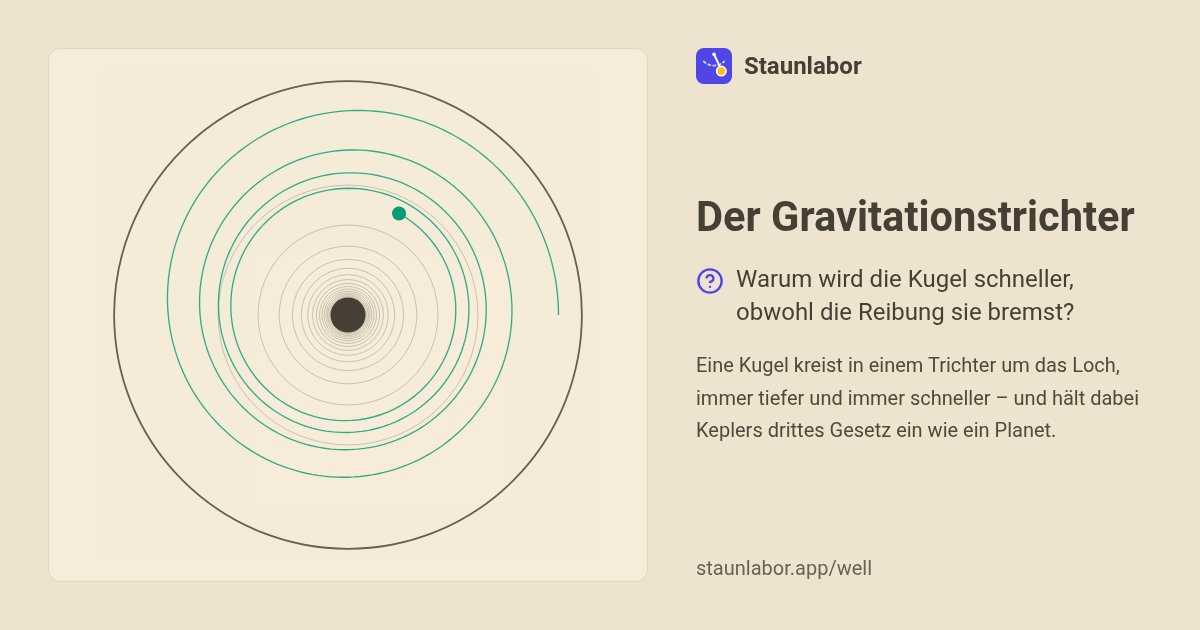 Staunlabor
Der Gravitationstrichter
Warum wird die Kugel schneller,
obwohl die Reibung sie bremst?
Eine Kugel kreist in einem Trichter um das Loch,
immer tiefer und immer schneller – und hält dabei
Keplers drittes Gesetz ein wie ein Planet.
staunlabor.app/well